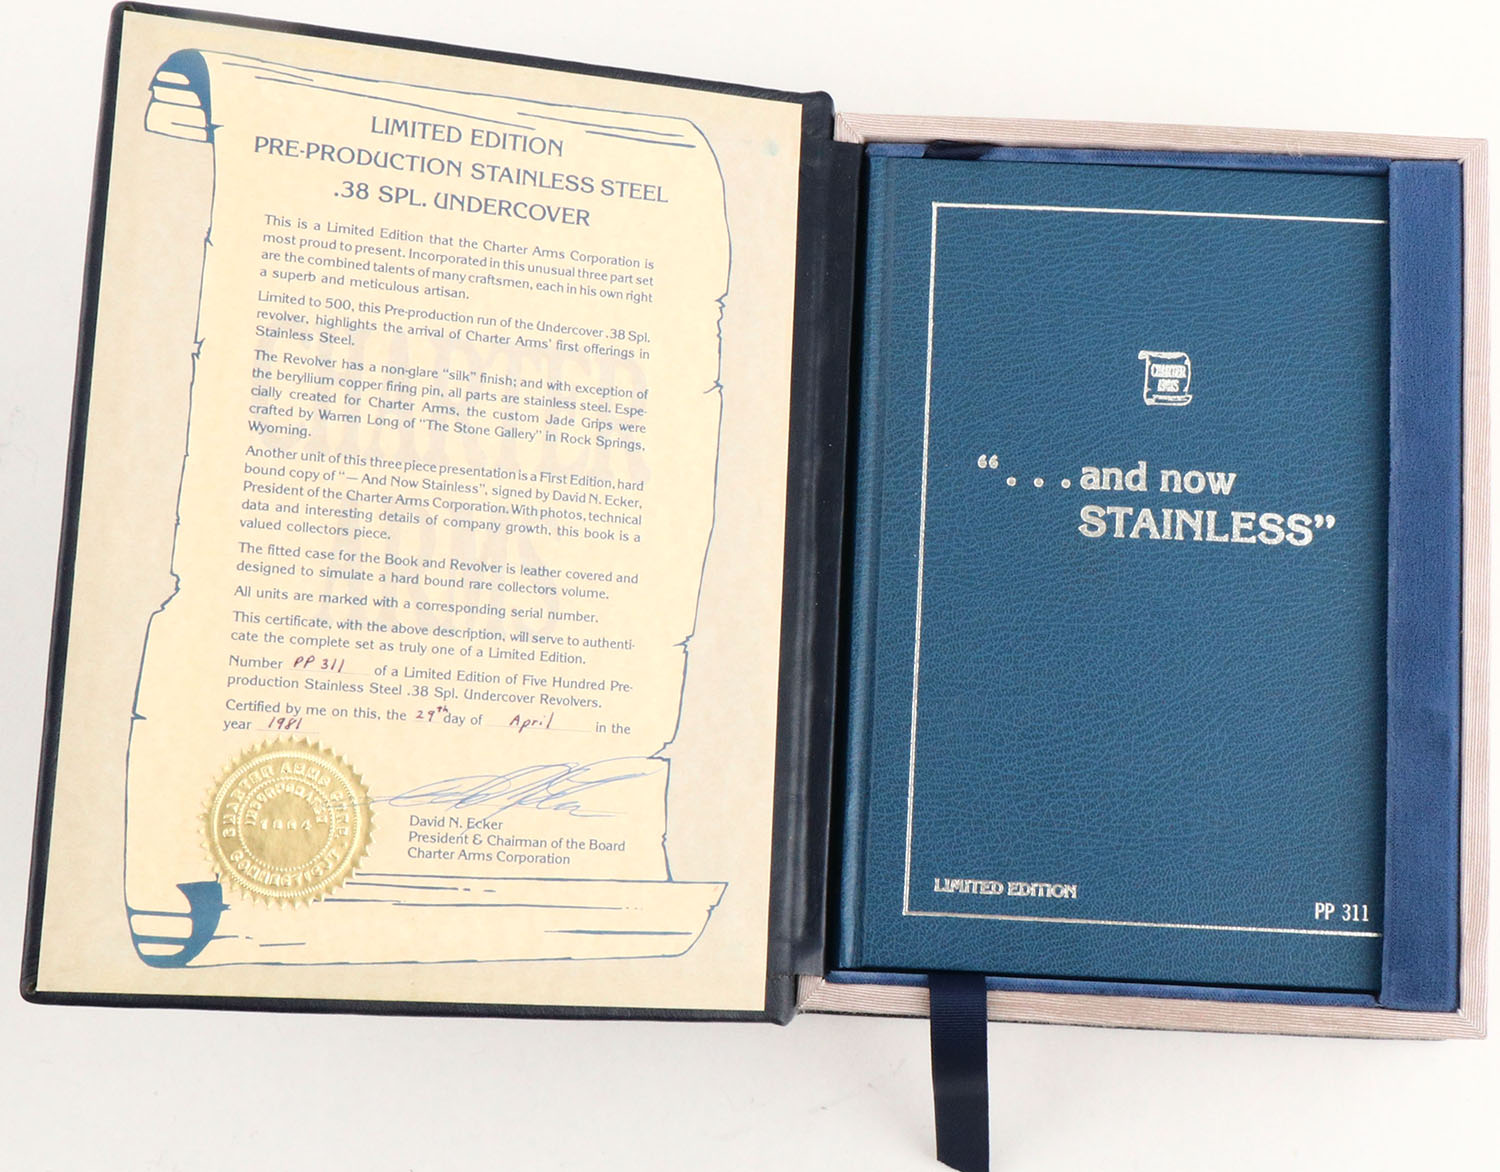 LIMITED EDITION
PRE-PRODUCTION STAINLESS STEEL
.38 SPL. UNDERCOVER
This is a Limited Edition that the Charter Arms Corporation is
most proud to present. Incorporated in this unusual three part set
are the combined talents of many craftsmen, each in his own right
a superb and meticulous artisan.
Limited to 500, this Pre-production run of the Undercover .38 Spl.
revolver, highlights the arrival of Charter Arms' first offerings in
Stainless Steel.
The Revolver has a non-glare "silk" finish; and with exception of
the beryllium copper firing pin, all parts are stainless steel. Espe-
cially created for Charter Arms, the custom Jade Grips were
crafted by Warren Long of "The Stone Gallery" in Rock Springs,
Wyoming.
Another unit of this three piece presentation is a First Edition, hard
bound copy of "— And Now Stainless", signed by David N. Ecker,
President of the Charter Arms Corporation. With photos, technical
data and interesting details of company growth, this book is a
valued collectors piece.
The fitted case for the Book and Revolver is leather covered and
designed to simulate a hard bound rare collectors volume.
All units are marked with a corresponding serial number.
This certificate, with the above description, will serve to authenti-
cate the complete set as truly one of a Limited Edition.
Number PP 311 of a Limited Edition of Five Hundred Pre-
production Stainless Steel .38 Spl. Undercover Revolvers.
Certified by me on this, the 29th day of April in the
year 1981
CHARTER ARMS CORP.
INCORPORATED
1964
CONNECTICUT
David N. Ecker
President & Chairman of the Board
Charter Arms Corporation
CHARTER
ARMS
"...and now
STAINLESS"
LIMITED EDITION
PP 311